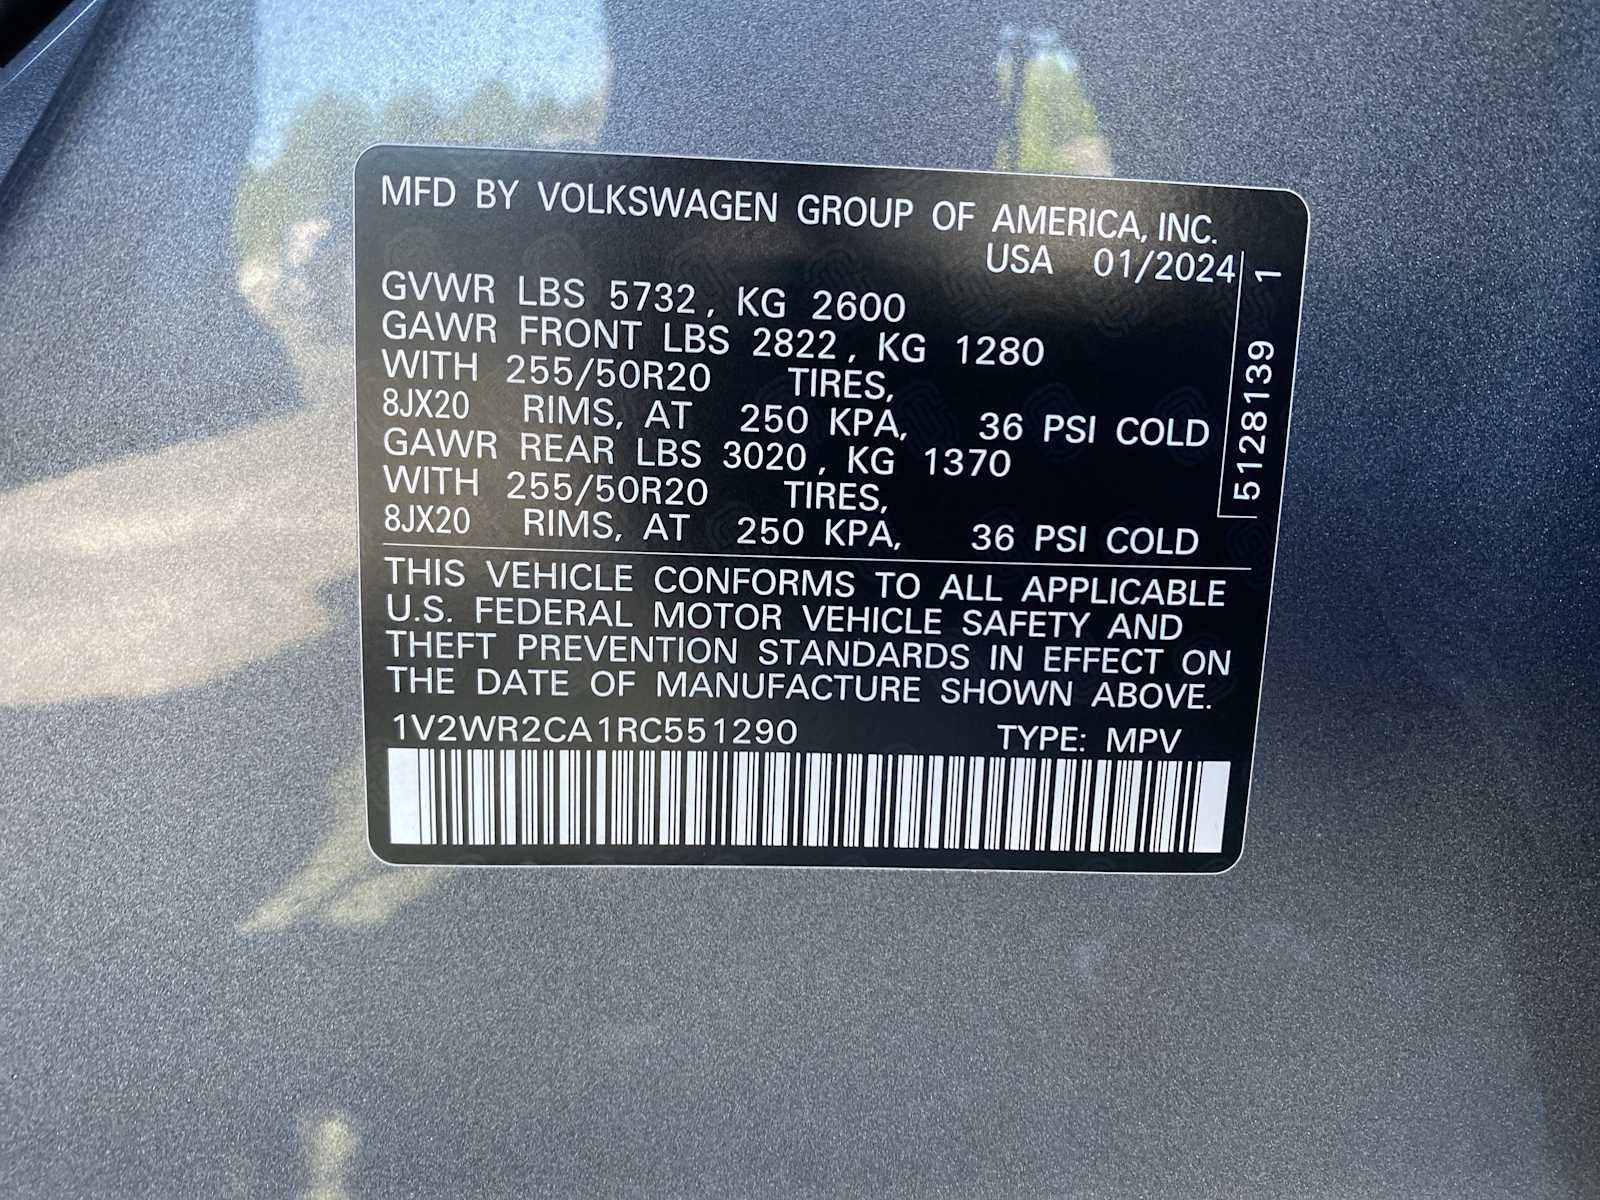 MFD BY VOLKSWAGEN GROUP OF AMERICA, INC.
USA 01/2024
GVWR LBS 5732, KG 2600
GAWR FRONT LBS 2822, KG 1280
WITH 255/50R20 TIRES,
8JX20 RIMS, AT 250 KPA, 36 PSI COLD
GAWR REAR LBS 3020, KG 1370
WITH 255/50R20 TIRES,
8JX20 RIMS, AT 250 KPA, 36 PSI COLD
5128139 1
THIS VEHICLE CONFORMS TO ALL APPLICABLE
U.S. FEDERAL MOTOR VEHICLE SAFETY AND
THEFT PREVENTION STANDARDS IN EFFECT ON
THE DATE OF MANUFACTURE SHOWN ABOVE.
1V2WR2CA1RC551290 TYPE: MPV